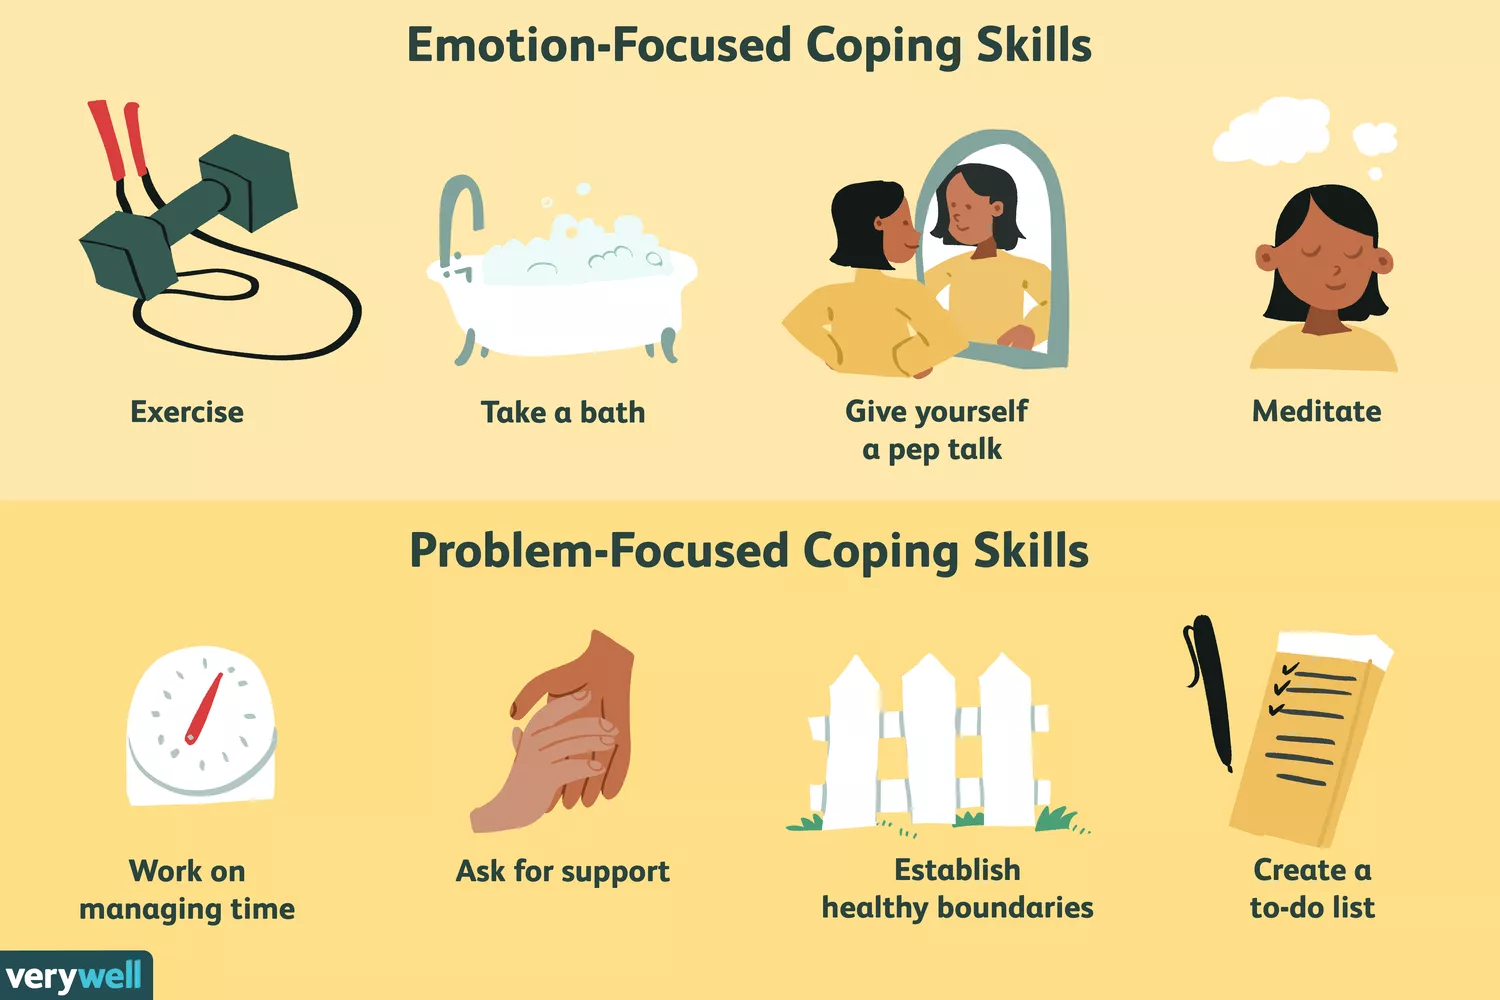 Emotion-Focused Coping Skills
Exercise
Take a bath
Give yourself
a pep talk
Meditate
Problem-Focused Coping Skills
Work on
managing time
Ask for support
Establish
healthy boundaries
Create a
to-do list
verywell